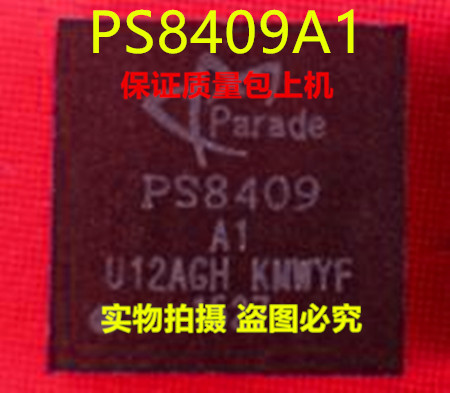 PS8409A1
保证质量包上机
Parade
PS8409
A1
U12AGH KMWYF
实物拍摄 盗图必究